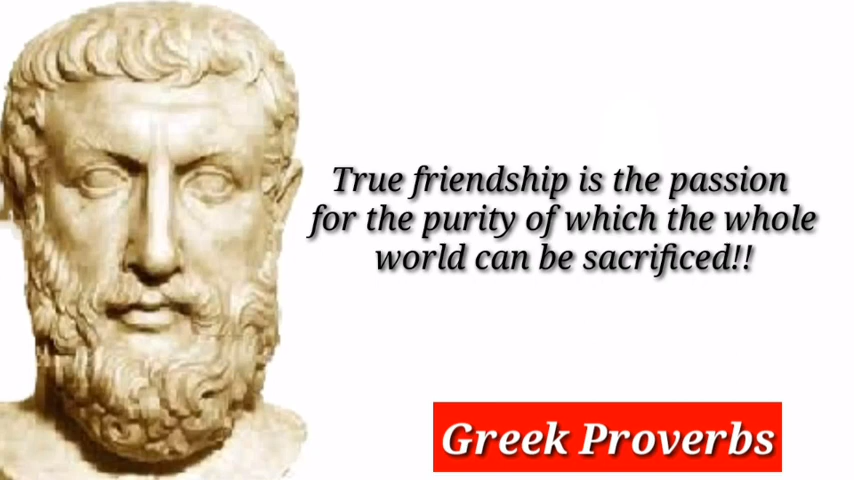 True friendship is the passion
for the purity of which the whole
world can be sacrificed!!
Greek Proverbs